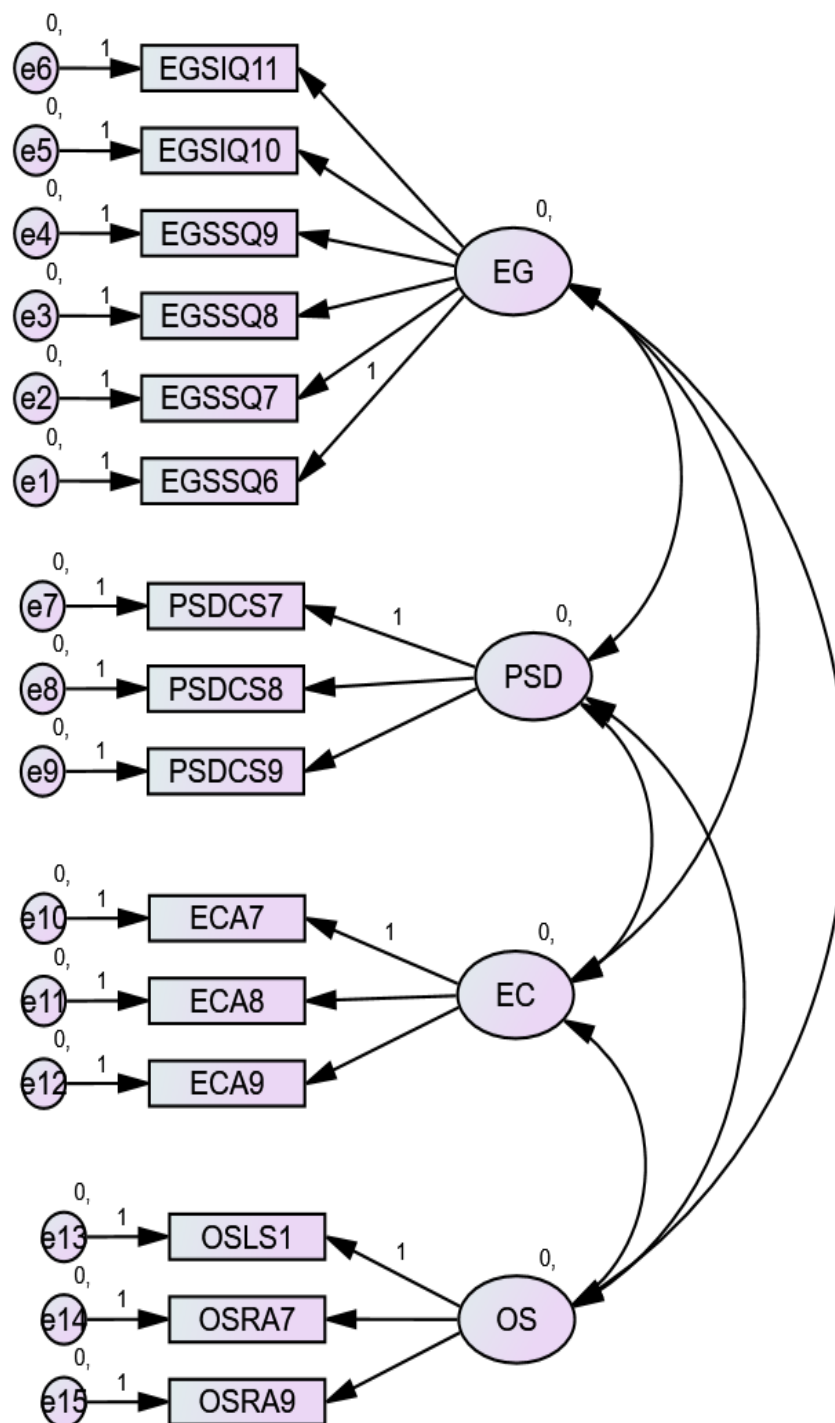 0,
e6 1 EGSIQ11
0,
e5 1 EGSIQ10
0,
e4 1 EGSSQ9
0,
EG
0,
e3 1 EGSSQ8
0,
e2 1 EGSSQ7
1
0,
e1 1 EGSSQ6
0,
e7 1 PSDCS7
1
0,
PSD
0,
e8 1 PSDCS8
0,
e9 1 PSDCS9
0,
e10 1 ECA7
1
0,
EC
0,
e11 1 ECA8
0,
e12 1 ECA9
0,
e13 1 OSLS1
1
0,
OS
0,
e14 1 OSRA7
0,
e15 1 OSRA9